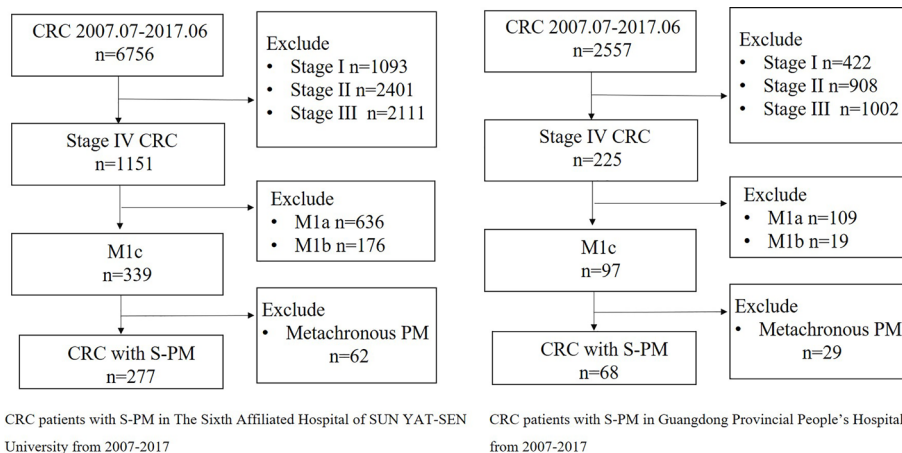 CRC 2007.07-2017.06
n=6756
Exclude
• Stage I n=1093
• Stage II n=2401
• Stage III n=2111
Stage IV CRC
n=1151
Exclude
• M1a n=636
• M1b n=176
M1c
n=339
Exclude
• Metachronous PM
n=62
CRC with S-PM
n=277
CRC patients with S-PM in The Sixth Affiliated Hospital of SUN YAT-SEN
University from 2007-2017
CRC 2007.07-2017.06
n=2557
Exclude
• Stage I n=422
• Stage II n=908
• Stage III n=1002
Stage IV CRC
n=225
Exclude
• M1a n=109
• M1b n=19
M1c
n=97
Exclude
• Metachronous PM
n=29
CRC with S-PM
n=68
CRC patients with S-PM in Guangdong Provincial People's Hospital
from 2007-2017